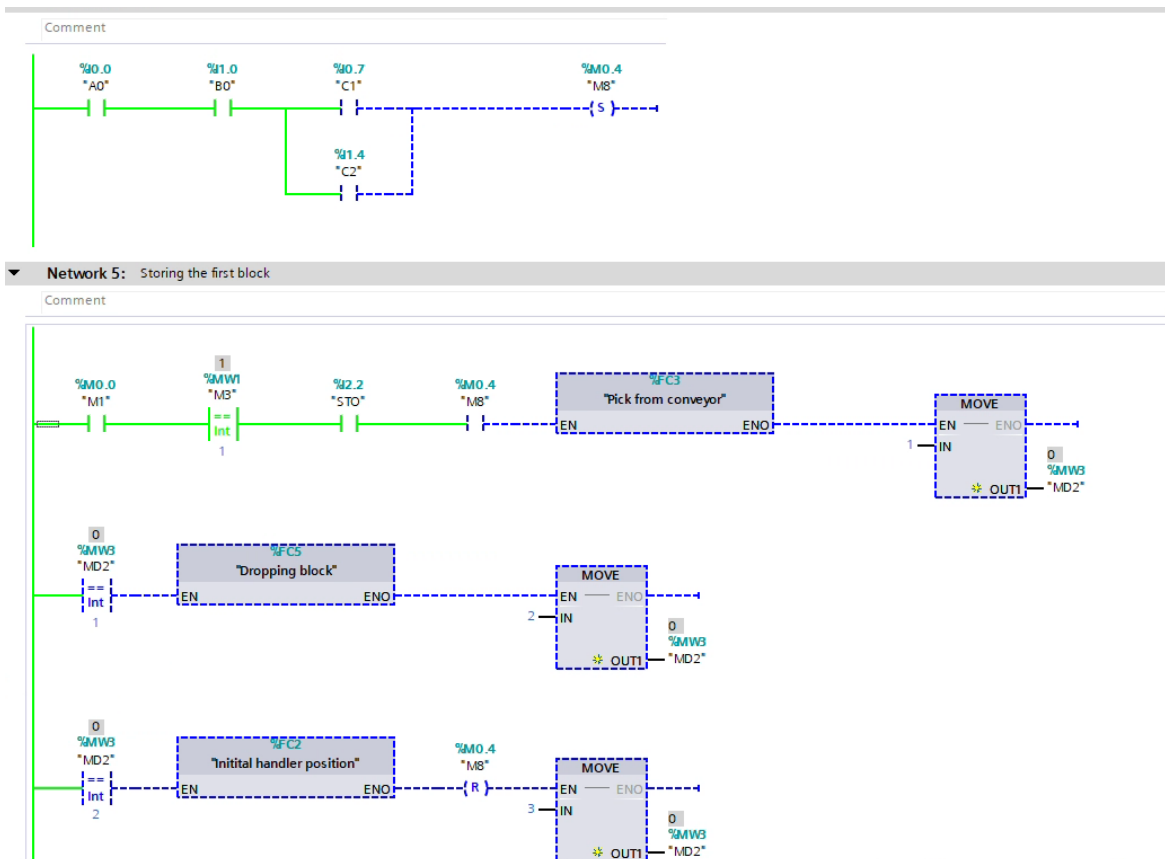 Comment
%I0.0 %I1.0 %I0.7 %M0.4
"A0" "B0" "C1" "M8"
S
%I1.4
"C2"
Network 5: Storing the first block
Comment
1
%M0.0 %MW1 %I2.2 %M0.4 %FC3
"M1" "M3" "STO" "M8" "Pick from conveyor" MOVE
== EN ENO EN ENO
Int
1 1 IN
0
%MW3
OUT1 "MD2"
0
%MW3 %FC5
"MD2" "Dropping block" MOVE
== EN ENO EN ENO
Int
1 2 IN
0
%MW3
OUT1 "MD2"
0
%MW3 %FC2 %M0.4
"MD2" "Initital handler position" "M8" MOVE
== EN ENO R EN ENO
Int
2 3 IN
0
%MW3
OUT1 "MD2"